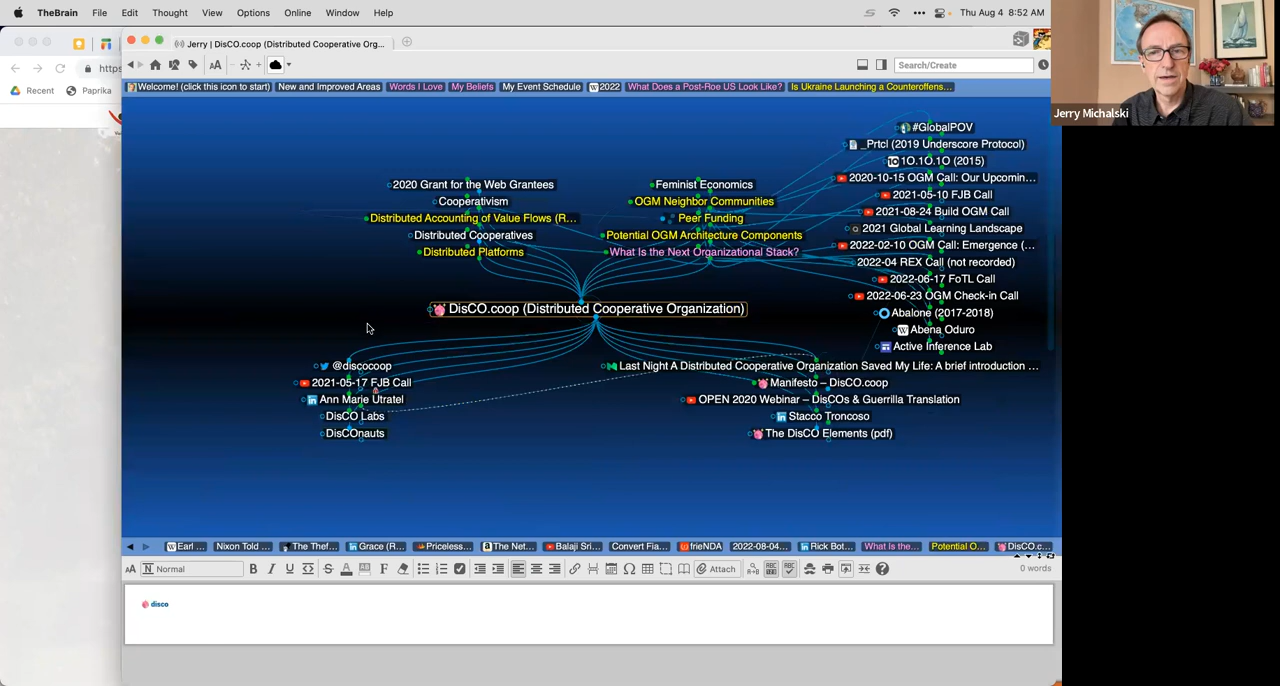 TheBrain File Edit Thought View Options Online Window Help Thu Aug 4 8:52 AM
Jerry | DisCO.coop (Distributed Cooperative Org...
Search/Create
https
Recent Paprika
Welcome! (click this icon to start) New and Improved Areas Words I Love My Beliefs My Event Schedule 2022 What Does a Post-Roe US Look Like? Is Ukraine Launching a Counteroffens...
Jerry Michalski
#GlobalPOV
_Prtcl (2019 Underscore Protocol)
1O.1O.1O (2015)
2020-10-15 OGM Call: Our Upcomin...
2021-05-10 FJB Call
2021-08-24 Build OGM Call
2021 Global Learning Landscape
2022-02-10 OGM Call: Emergence (...
2022-04 REX Call (not recorded)
2022-06-17 FoTL Call
2022-06-23 OGM Check-in Call
Abalone (2017-2018)
Abena Oduro
Active Inference Lab
2020 Grant for the Web Grantees
Cooperativism
Distributed Accounting of Value Flows (R...
Distributed Cooperatives
Distributed Platforms
Feminist Economics
OGM Neighbor Communities
Peer Funding
Potential OGM Architecture Components
What Is the Next Organizational Stack?
DisCO.coop (Distributed Cooperative Organization)
@discocoop
2021-05-17 FJB Call
Ann Marie Utratel
DisCO Labs
DisCOnauts
Last Night A Distributed Cooperative Organization Saved My Life: A brief introduction ...
Manifesto – DisCO.coop
OPEN 2020 Webinar – DisCOs & Guerrilla Translation
Stacco Troncoso
The DisCO Elements (pdf)
Earl ... Nixon Told ... The Thef... Grace (R... Priceless... The Net... Balaji Sri... Convert Fia... frieNDA 2022-08-04... Rick Bot... What Is the... Potential O... DisCO.c...
Normal
Attach
0 words
disco